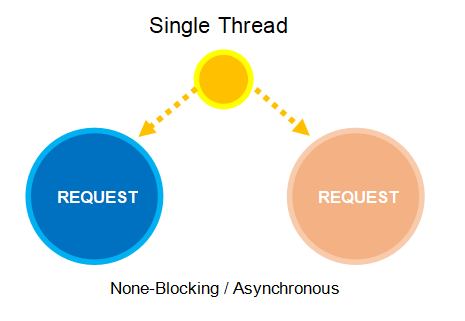 Single Thread
REQUEST
REQUEST
None-Blocking / Asynchronous